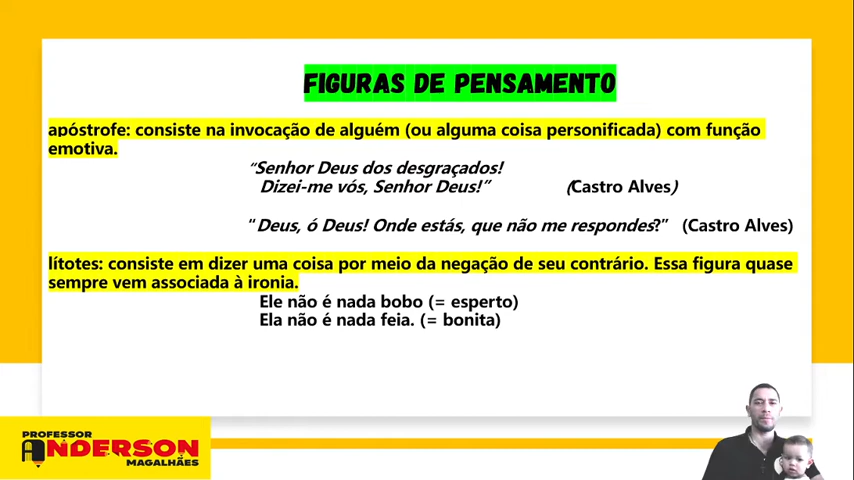 FIGURAS DE PENSAMENTO
apóstrofe: consiste na invocação de alguém (ou alguma coisa personificada) com função
emotiva.
“Senhor Deus dos desgraçados!
Dizei-me vós, Senhor Deus!” (Castro Alves)
"Deus, ó Deus! Onde estás, que não me respondes?" (Castro Alves)
lítotes: consiste em dizer uma coisa por meio da negação de seu contrário. Essa figura quase
sempre vem associada à ironia.
Ele não é nada bobo (= esperto)
Ela não é nada feia. (= bonita)
PROFESSOR
ANDERSON
MAGALHÃES